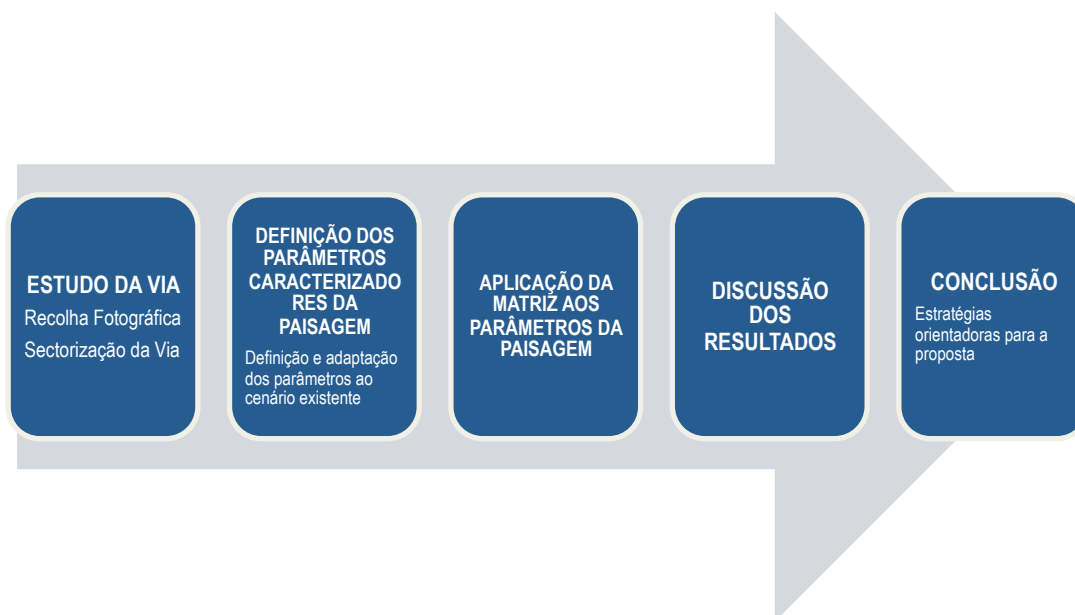 ESTUDO DA VIA
Recolha Fotográfica
Sectorização da Via
DEFINIÇÃO DOS
PARÂMETROS
CARACTERIZADO
RES DA
PAISAGEM
Definição e adaptação
dos parâmetros ao
cenário existente
APLICAÇÃO DA
MATRIZ AOS
PARÂMETROS DA
PAISAGEM
DISCUSSÃO
DOS
RESULTADOS
CONCLUSÃO
Estratégias
orientadoras para a
proposta